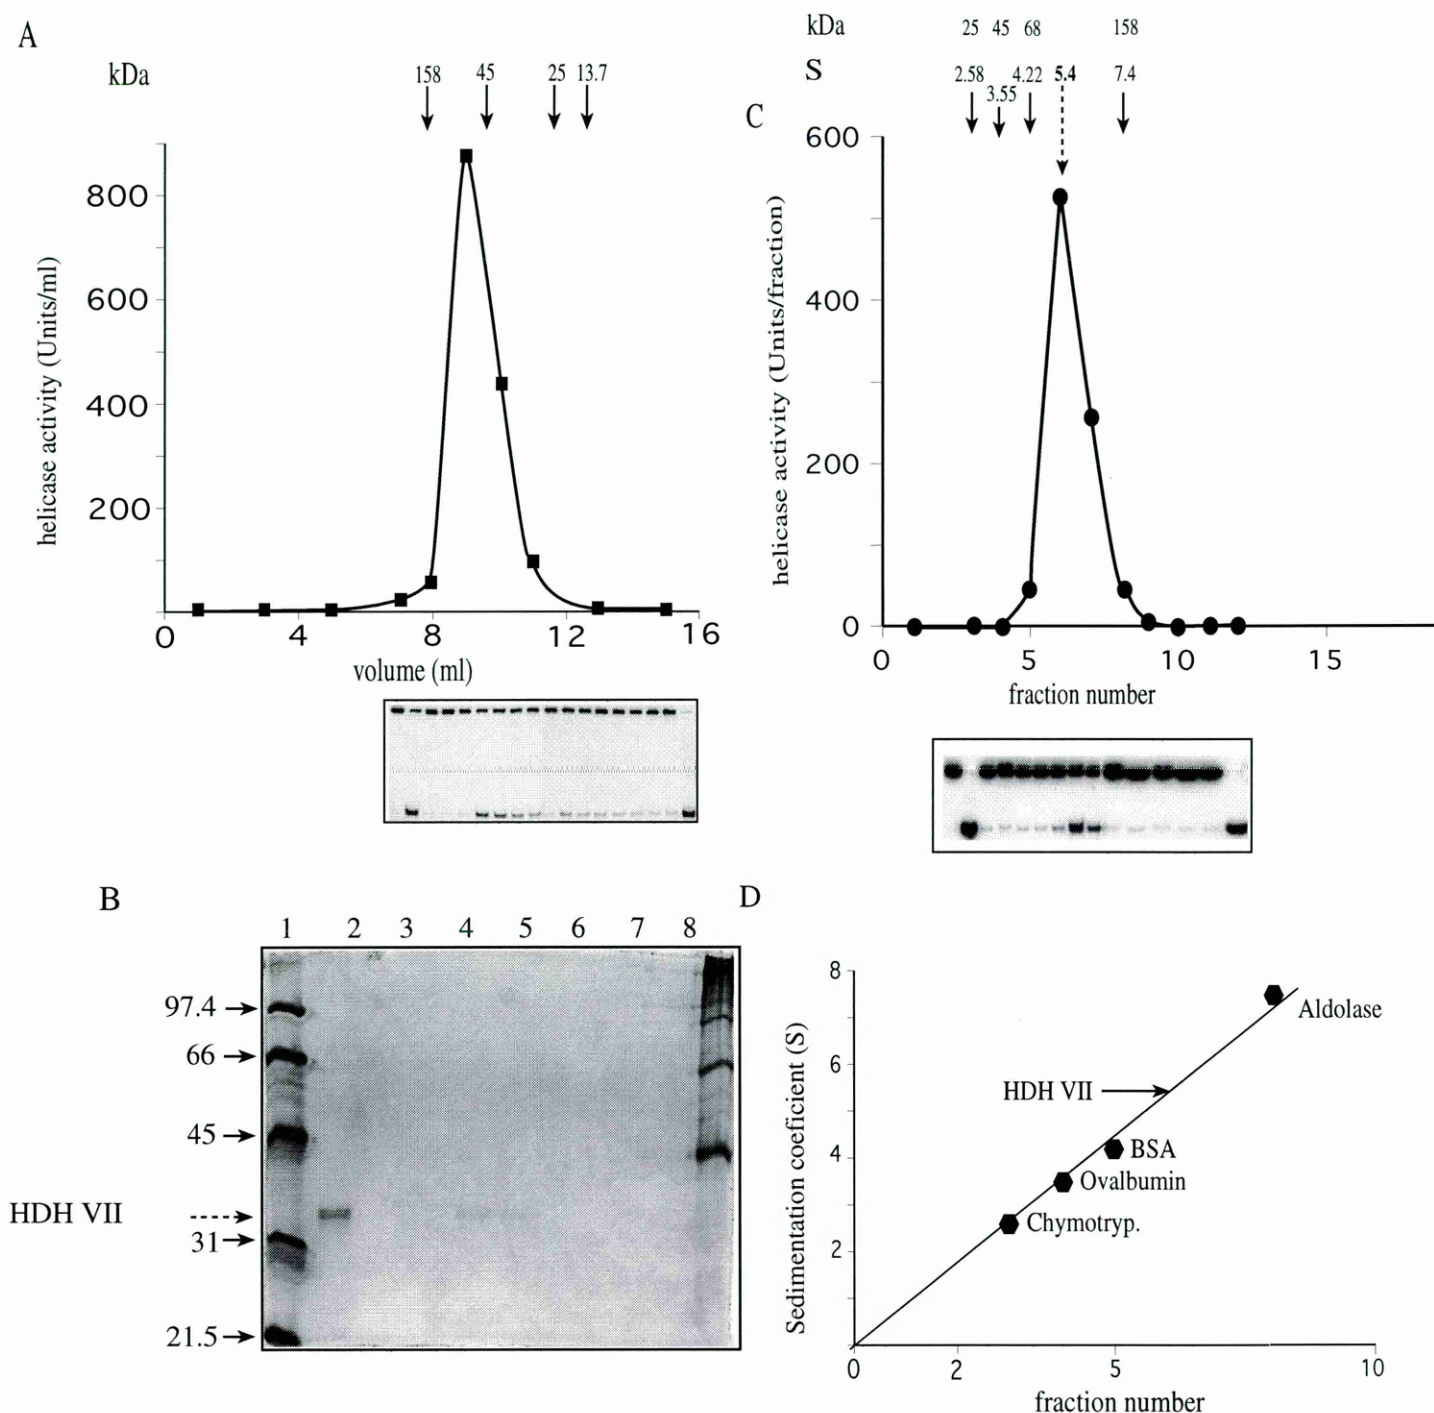 A
kDa
158 45 25 13.7
800
600
400
200
helicase activity (Units/ml)
0 4 8 12 16
volume (ml)
kDa 25 45 68 158
S 2.58 3.55 4.22 5.4 7.4
C
600
400
200
0
helicase activity (Units/fraction)
0 5 10 15
fraction number
B
1 2 3 4 5 6 7 8
97.4
66
45
HDH VII
31
21.5
D
8
6
4
2
Sedimentation coeficient (S)
Aldolase
HDH VII
BSA
Ovalbumin
Chymotryp.
0 2 5 10
fraction number